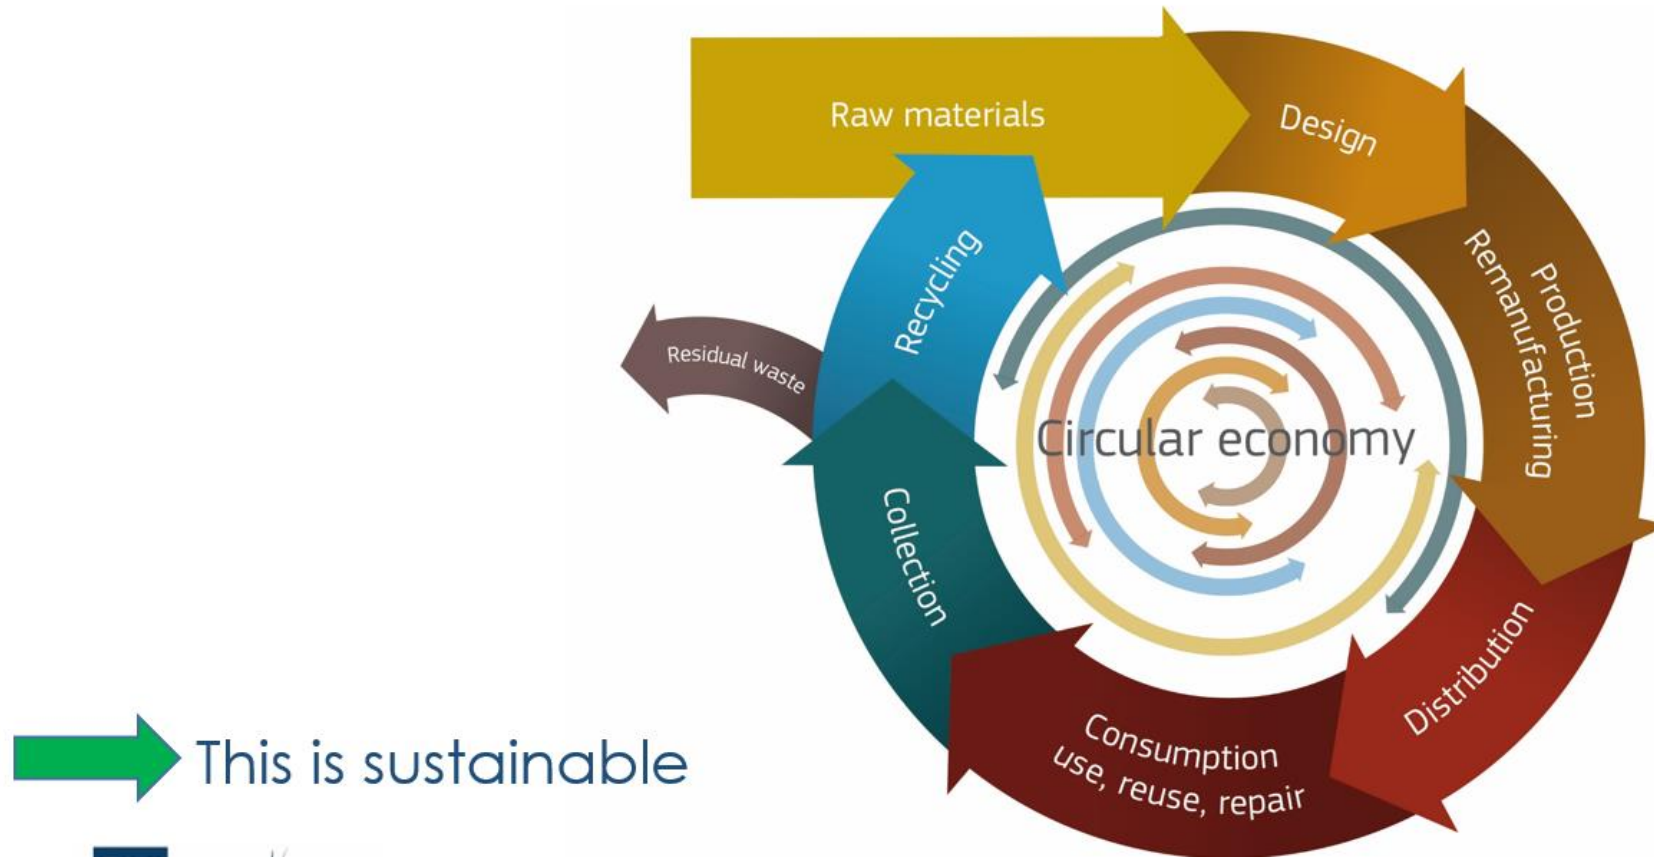 Raw materials
Design
Production
Remanufacturing
Distribution
Consumption
use, reuse, repair
Collection
Recycling
Residual waste
Circular economy
This is sustainable